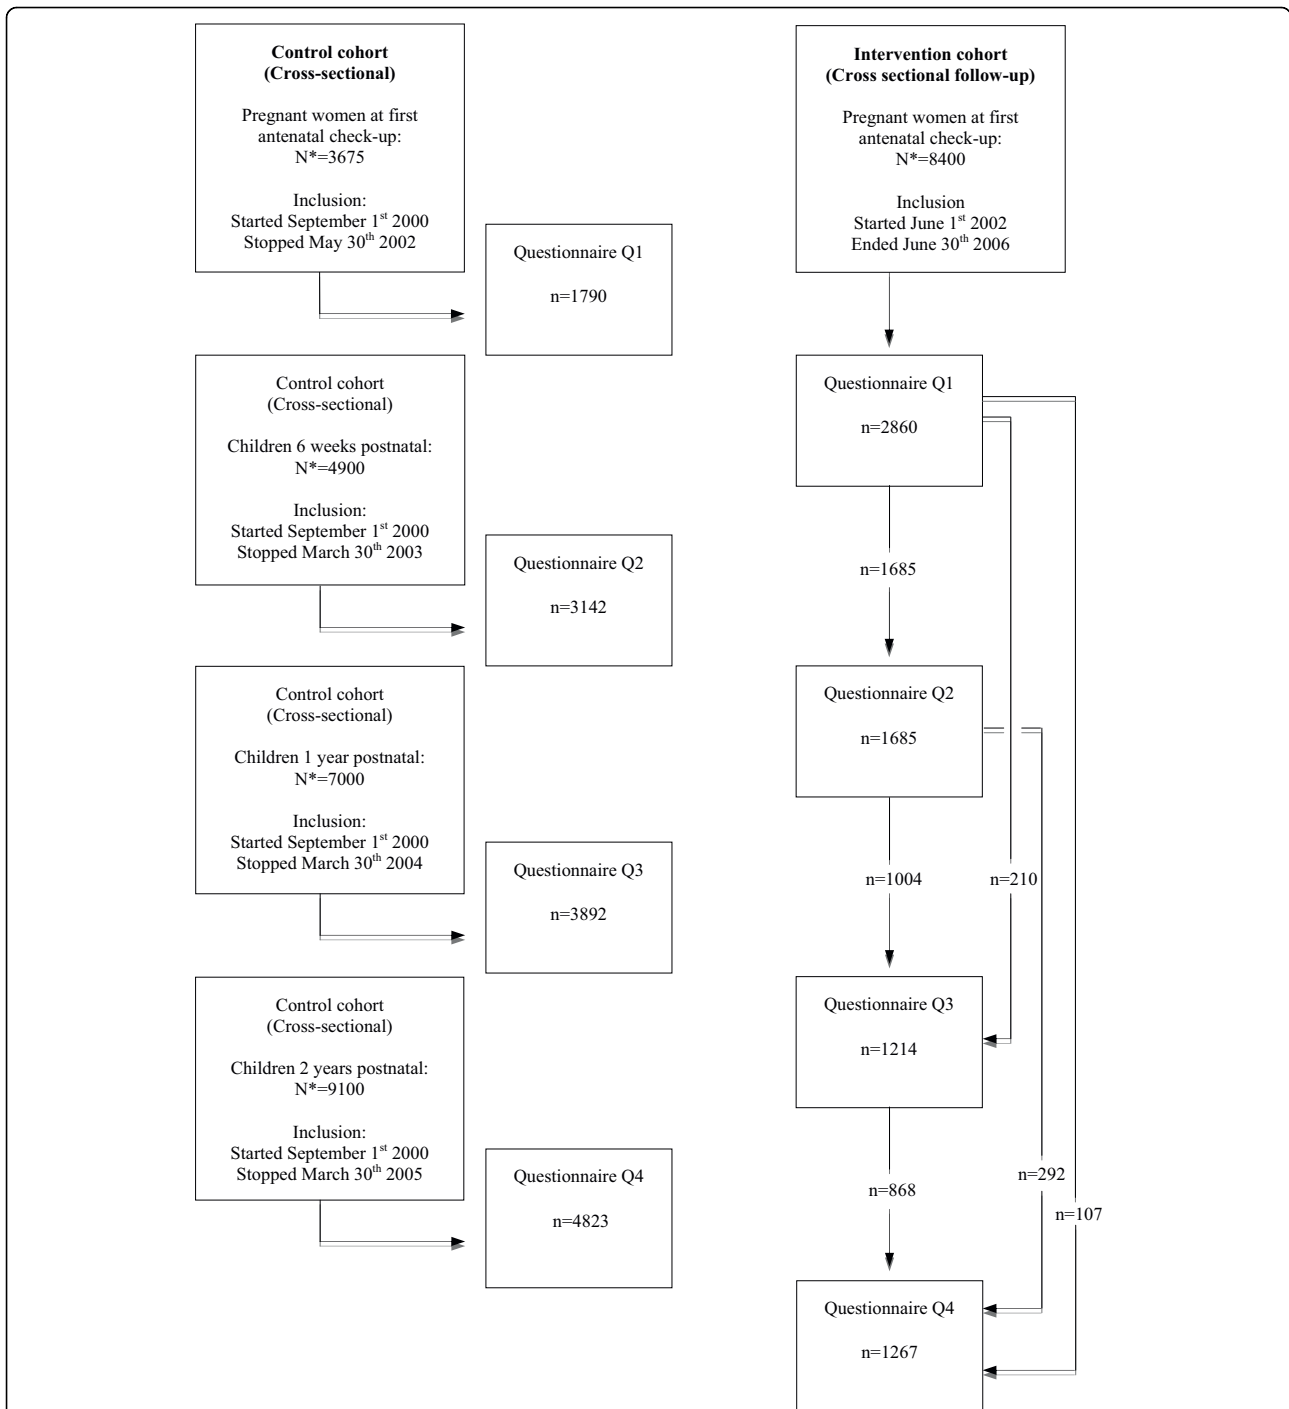 Control cohort
(Cross-sectional)
Pregnant women at first
antenatal check-up:
N*=3675
Inclusion:
Started September 1st 2000
Stopped May 30th 2002
Questionnaire Q1
n=1790
Control cohort
(Cross-sectional)
Children 6 weeks postnatal:
N*=4900
Inclusion:
Started September 1st 2000
Stopped March 30th 2003
Questionnaire Q2
n=3142
Control cohort
(Cross-sectional)
Children 1 year postnatal:
N*=7000
Inclusion:
Started September 1st 2000
Stopped March 30th 2004
Questionnaire Q3
n=3892
Control cohort
(Cross-sectional)
Children 2 years postnatal:
N*=9100
Inclusion:
Started September 1st 2000
Stopped March 30th 2005
Questionnaire Q4
n=4823
Intervention cohort
(Cross sectional follow-up)
Pregnant women at first
antenatal check-up:
N*=8400
Inclusion
Started June 1st 2002
Ended June 30th 2006
Questionnaire Q1
n=2860
n=1685
Questionnaire Q2
n=1685
n=1004
n=210
Questionnaire Q3
n=1214
n=868
n=292
n=107
Questionnaire Q4
n=1267